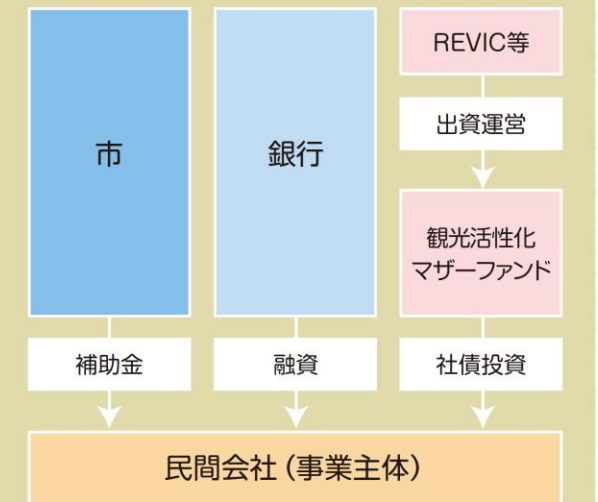 市
補助金
銀行
融資
REVIC等
出資運営
観光活性化
マザーファンド
社債投資
民間会社（事業主体）